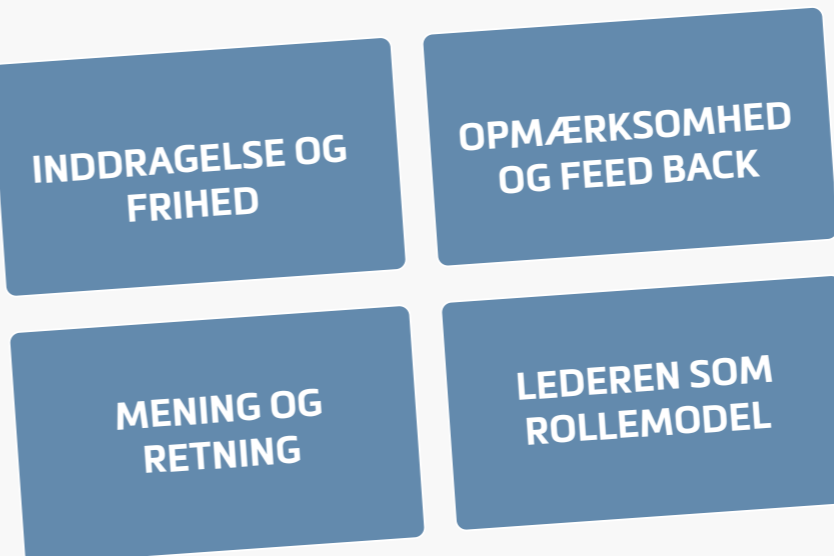 INDDRAGELSE OG
FRIHED
OPMÆRKSOMHED
OG FEED BACK
MENING OG
RETNING
LEDEREN SOM
ROLLEMODEL